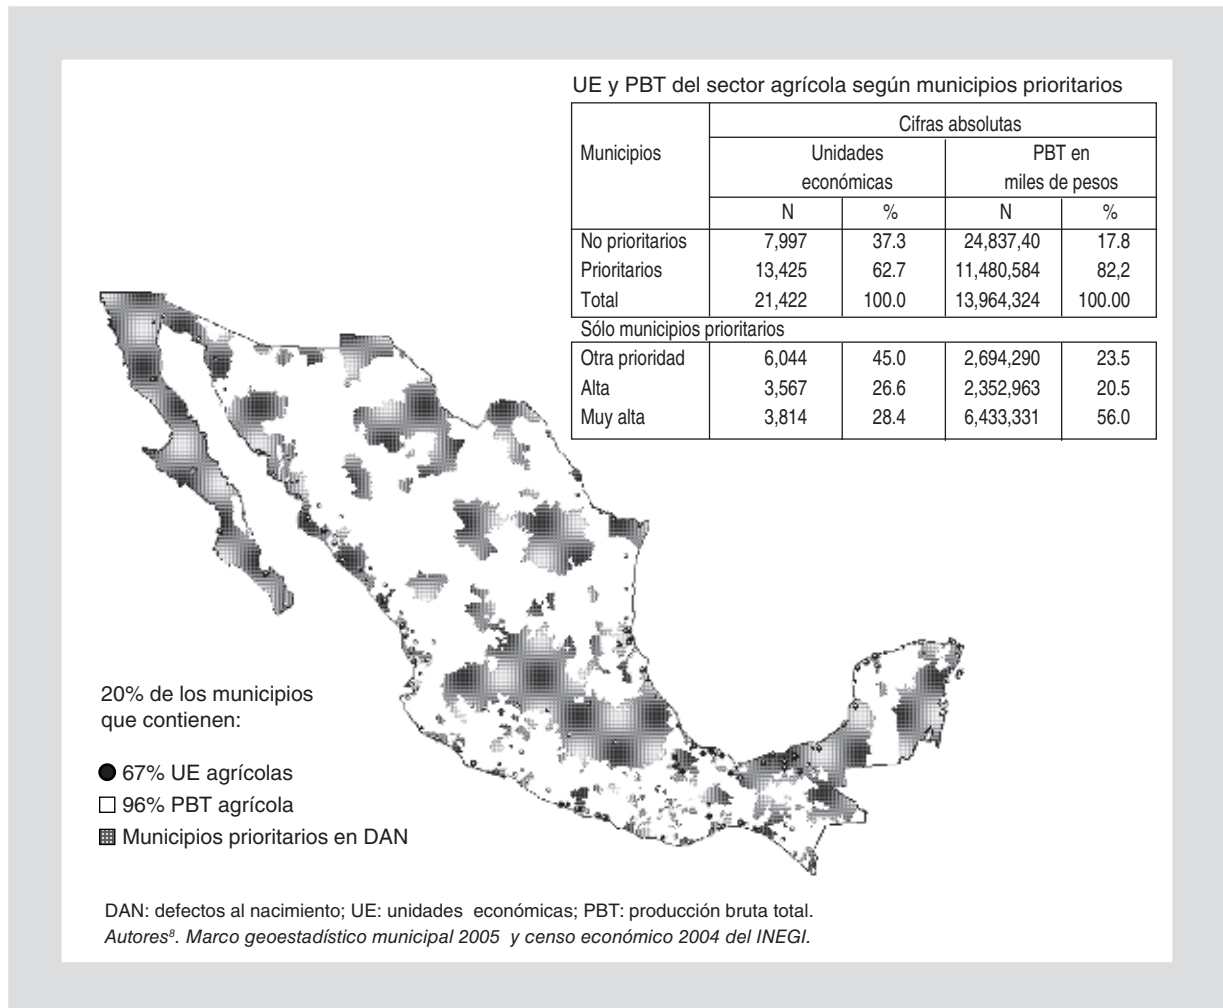 UE y PBT del sector agrícola según municipios prioritarios
Cifras absolutas
Municipios Unidades PBT en
económicas miles de pesos
N % N %
No prioritarios 7,997 37.3 24,837,40 17.8
Prioritarios 13,425 62.7 11,480,584 82,2
Total 21,422 100.0 13,964,324 100.00
Sólo municipios prioritarios
Otra prioridad 6,044 45.0 2,694,290 23.5
Alta 3,567 26.6 2,352,963 20.5
Muy alta 3,814 28.4 6,433,331 56.0
20% de los municipios
que contienen:
67% UE agrícolas
96% PBT agrícola
Municipios prioritarios en DAN
DAN: defectos al nacimiento; UE: unidades económicas; PBT: producción bruta total.
Autores⁸. Marco geoestadístico municipal 2005 y censo económico 2004 del INEGI.